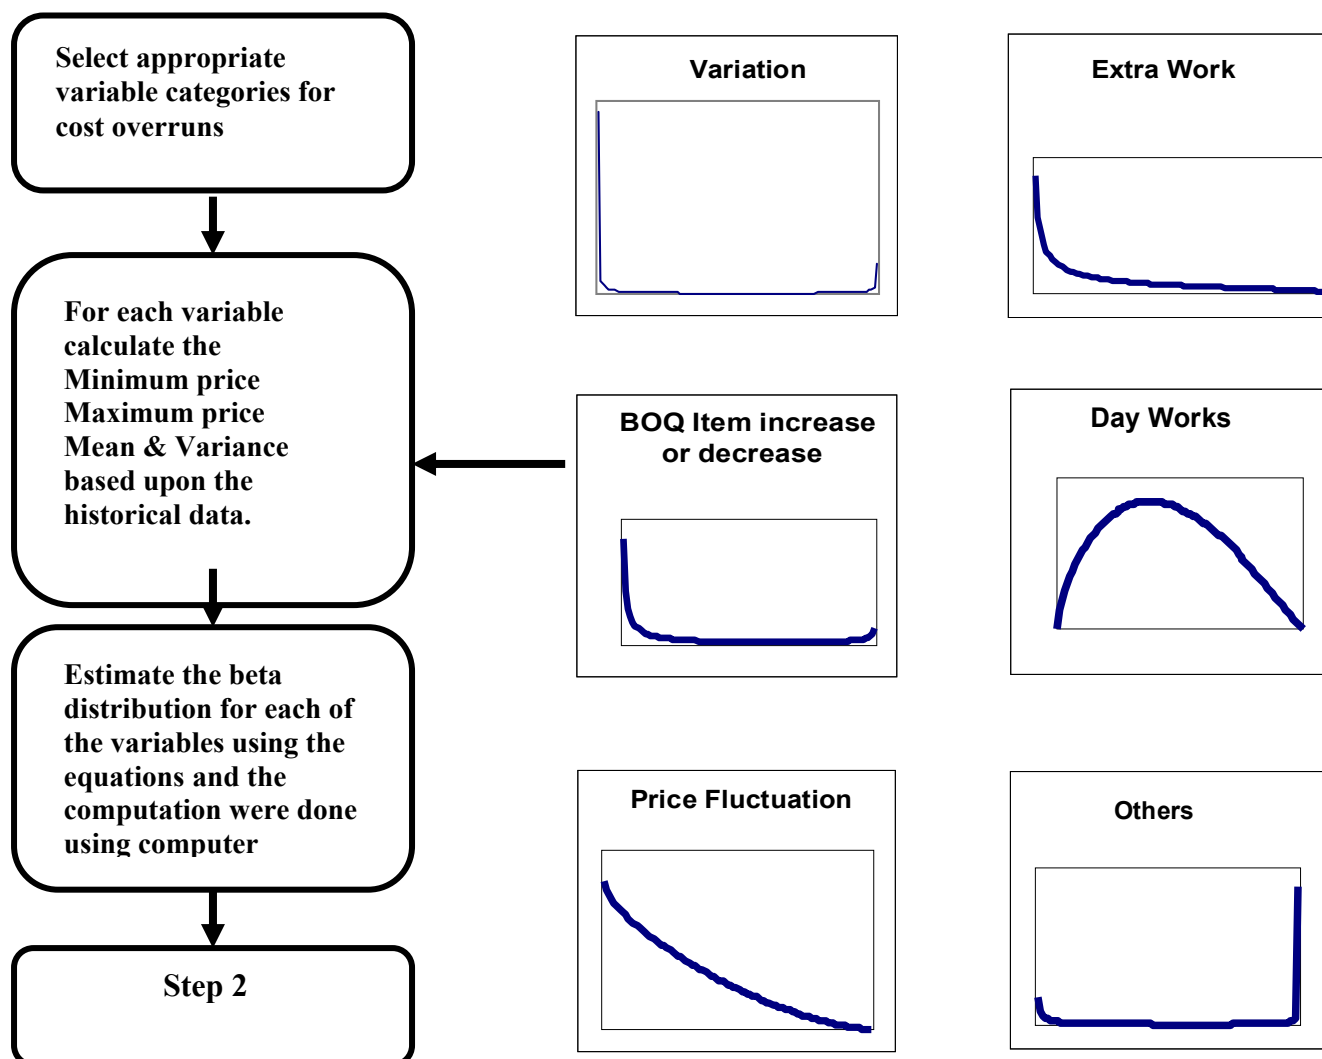 Select appropriate
variable categories for
cost overruns
For each variable
calculate the
Minimum price
Maximum price
Mean & Variance
based upon the
historical data.
Estimate the beta
distribution for each of
the variables using the
equations and the
computation were done
using computer
Step 2
Variation
Extra Work
BOQ Item increase
or decrease
Day Works
Price Fluctuation
Others